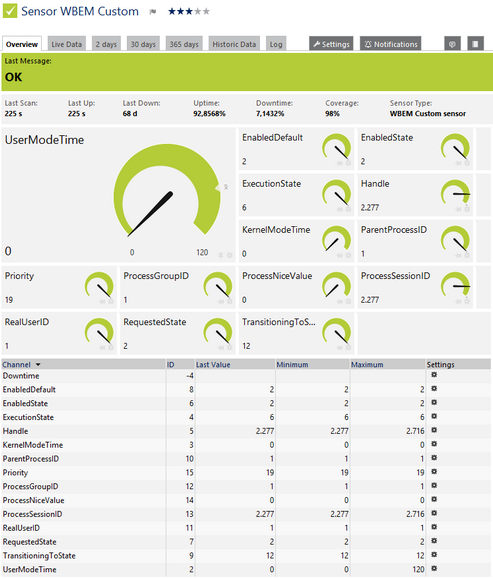 Sensor WBEM Custom
Overview Live Data 2 days 30 days 365 days Historic Data Log Settings Notifications
Last Message:
OK
Last Scan: Last Up: Last Down: Uptime: Downtime: Coverage: Sensor Type:
225 s 225 s 68 d 92,8568% 7,1432% 98% WBEM Custom sensor
UserModeTime
0
0 120
EnabledDefault
2
EnabledState
2
ExecutionState
6
Handle
2.277
KernelModeTime
0
ParentProcessID
1
Priority
19
ProcessGroupID
1
ProcessNiceValue
0
ProcessSessionID
2.277
RealUserID
1
RequestedState
2
TransitioningToS...
12
Channel ID Last Value Minimum Maximum Settings
Downtime -4
EnabledDefault 8 2 2 2
EnabledState 6 2 2 2
ExecutionState 4 6 6 6
Handle 5 2.277 2.277 2.716
KernelModeTime 3 0 0 0
ParentProcessID 10 1 1 1
Priority 15 19 19 19
ProcessGroupID 12 1 1 1
ProcessNiceValue 14 0 0 0
ProcessSessionID 13 2.277 2.277 2.716
RealUserID 11 1 1 1
RequestedState 7 2 2 2
TransitioningToState 9 12 12 12
UserModeTime 2 0 0 120